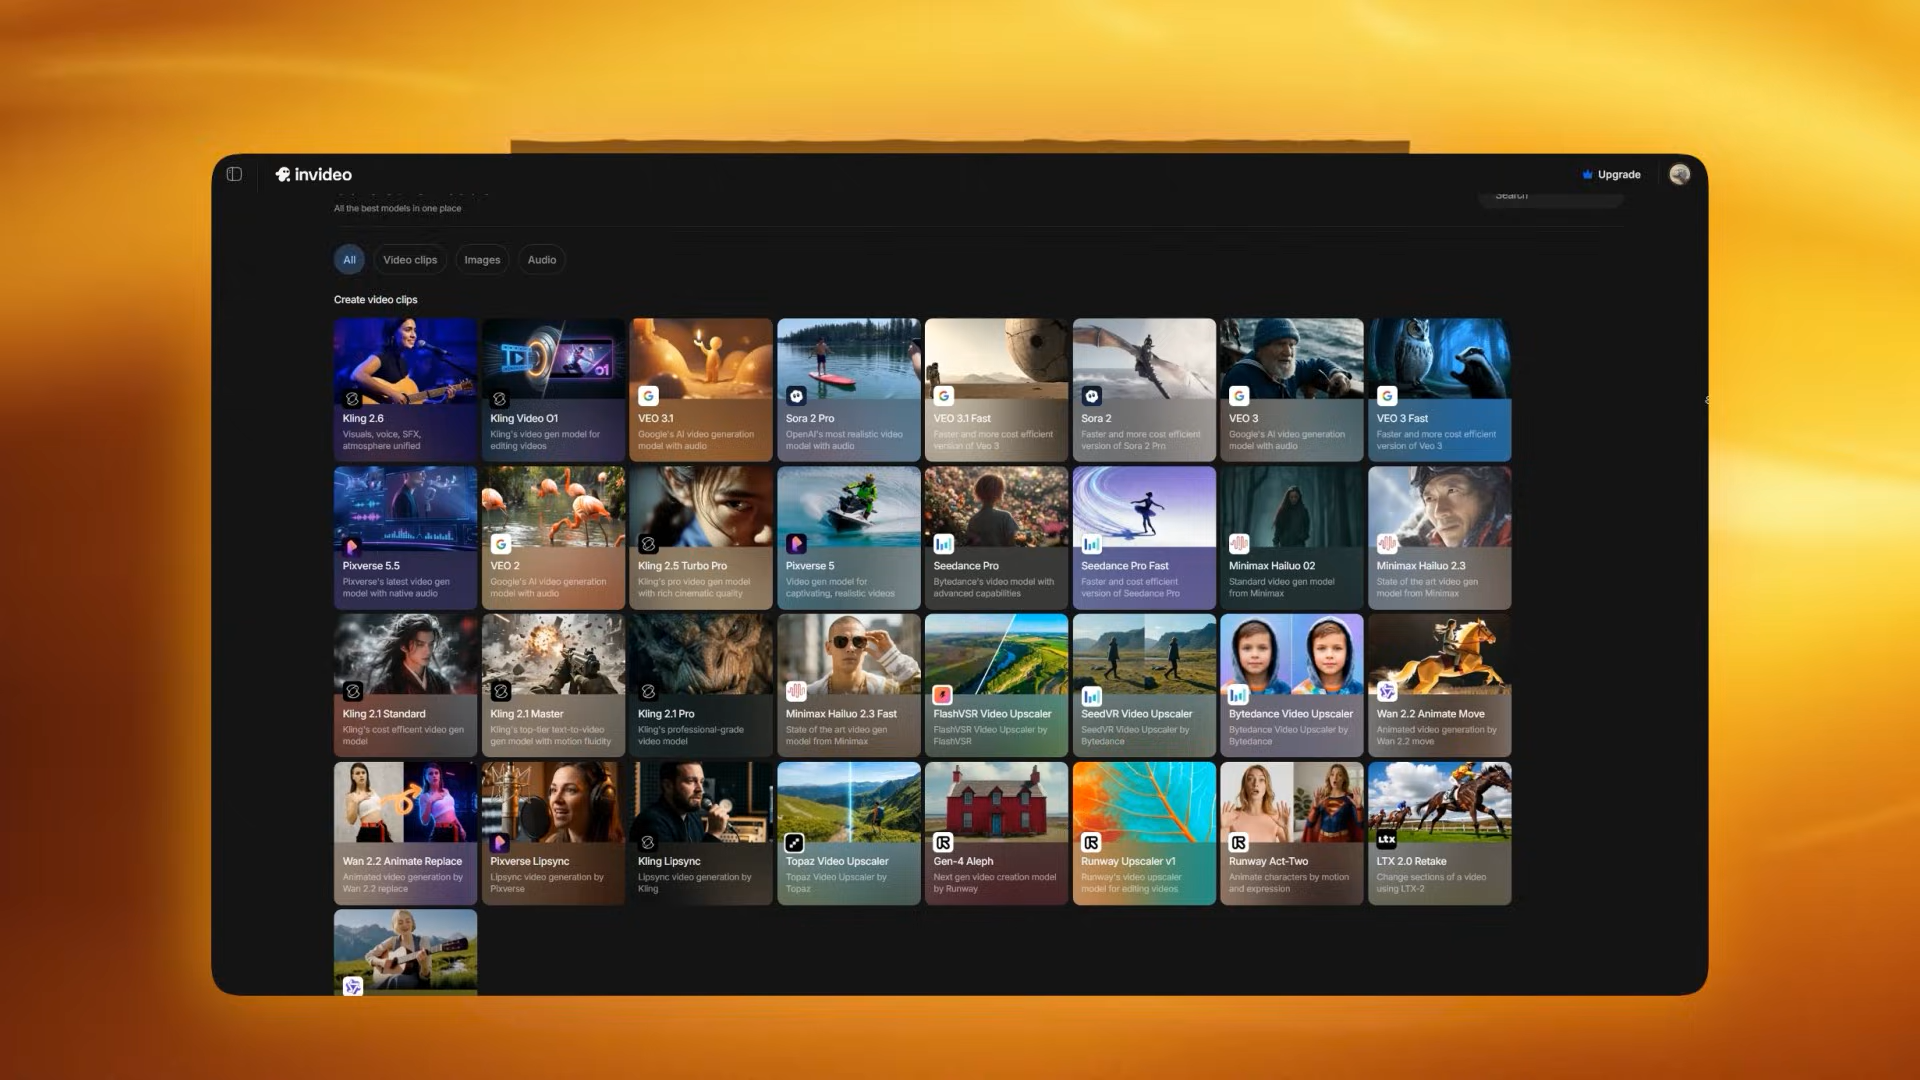 invideo
Upgrade
Search
All the best models in one place
All
Video clips
Images
Audio
Create video clips
Kling 2.6
Visuals, voice, SFX,
atmosphere unified
Kling Video O1
Kling's video gen model for
editing videos
VEO 3.1
Google's AI video generation
model with audio
Sora 2 Pro
OpenAI's most realistic video
model with audio
VEO 3.1 Fast
Faster and more cost efficient
version of Veo 3
Sora 2
Faster and more cost efficient
version of Sora 2 Pro
VEO 3
Google's AI video generation
model with audio
VEO 3 Fast
Faster and more cost efficient
version of Veo 3
Pixverse 5.5
Pixverse's latest video gen
model with native audio
VEO 2
Google's AI video generation
model with audio
Kling 2.5 Turbo Pro
Kling's pro video gen model
with rich cinematic quality
Pixverse 5
Video gen model for
captivating, realistic videos
Seedance Pro
Bytedance's video model with
advanced capabilities
Seedance Pro Fast
Faster and cost efficient
version of Seedance Pro
Minimax Hailuo 02
Standard video gen model
from Minimax
Minimax Hailuo 2.3
State of the art video gen
model from Minimax
Kling 2.1 Standard
Kling's cost efficent video gen
model
Kling 2.1 Master
Kling's top-tier text-to-video
gen model with motion fluidity
Kling 2.1 Pro
Kling's professional-grade
video model
Minimax Hailuo 2.3 Fast
State of the art video gen
model from Minimax
FlashVSR Video Upscaler
FlashVSR Video Upscaler by
FlashVSR
SeedVR Video Upscaler
SeedVR Video Upscaler by
Bytedance
Bytedance Video Upscaler
Bytedance Video Upscaler by
Bytedance
Wan 2.2 Animate Move
Animated video generation by
Wan 2.2 move
Wan 2.2 Animate Replace
Animated video generation by
Wan 2.2 replace
Pixverse Lipsync
Lipsync video generation by
Pixverse
Kling Lipsync
Lipsync video generation by
Kling
Topaz Video Upscaler
Topaz Video Upscaler by
Topaz
Gen-4 Aleph
Next gen video creation model
by Runway
Runway Upscaler v1
Runway's video upscaler
model for editing videos
Runway Act-Two
Animate characters by motion
and expression
LTX
LTX 2.0 Retake
Change sections of a video
using LTX-2